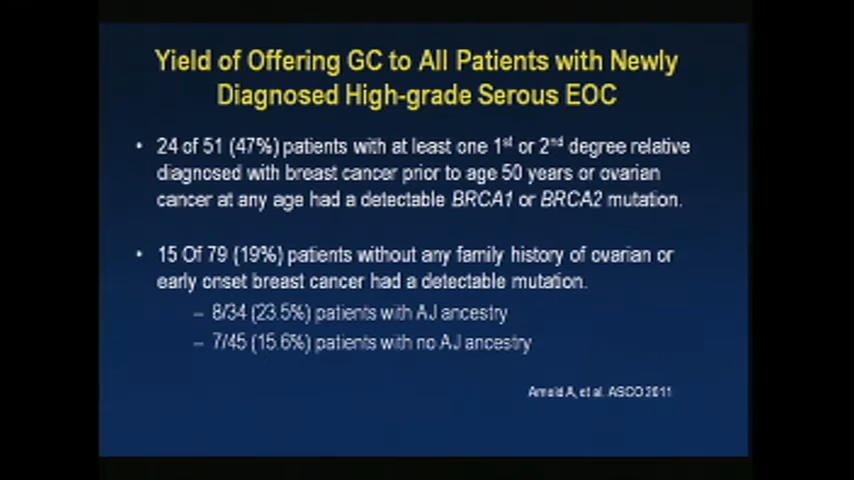 Yield of Offering GC to All Patients with Newly
Diagnosed High-grade Serous EOC
• 24 of 51 (47%) patients with at least one 1st or 2nd degree relative
diagnosed with breast cancer prior to age 50 years or ovarian
cancer at any age had a detectable BRCA1 or BRCA2 mutation.
• 15 Of 79 (19%) patients without any family history of ovarian or
early onset breast cancer had a detectable mutation.
– 8/34 (23.5%) patients with AJ ancestry
– 7/45 (15.6%) patients with no AJ ancestry
Arnold A, et al. ASCO 2011